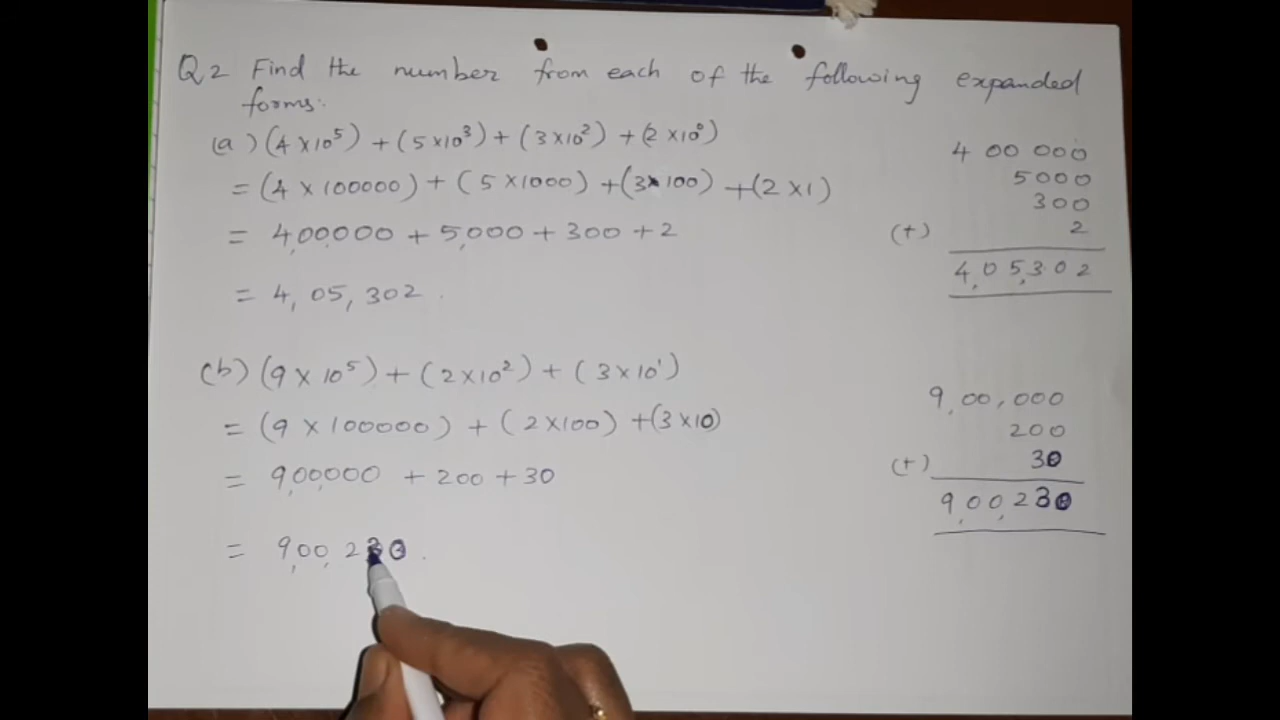 Q2 Find the number from each of the following expanded
forms:
(a) (4×10⁵) + (5×10³) + (3×10²) + (2×10⁰)
= (4×100000) + (5×1000) + (3×100) + (2×1)
= 4,00,000 + 5,000 + 300 + 2
= 4,05,302.
4 00 000
5000
300
(+) 2
4,05,302
(b) (9×10⁵) + (2×10²) + (3×10¹)
= (9×100000) + (2×100) + (3×10)
= 9,00,000 + 200 + 30
= 9,00,230.
9,00,000
200
(+) 30
9,00,230